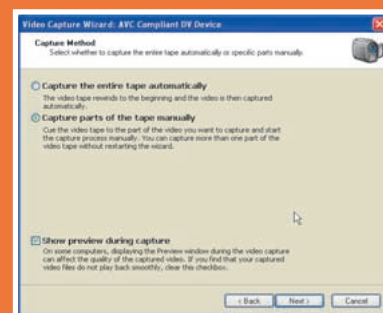 Video Capture Wizard: AVC Compliant DV Device
Capture Method
Select whether to capture the entire tape automatically or specific parts manually.
Capture the entire tape automatically
The video tape rewinds to the beginning and the video is then captured
automatically.
Capture parts of the tape manually
Cue the video tape to the part of the video you want to capture and start
the capture process manually. You can capture more than one part of the
video tape without restarting the wizard.
Show preview during capture
On some computers, displaying the Preview window during the video capture
can affect the quality of the captured video. If you find that your captured
video files do not play back smoothly, clear this checkbox.
< Back Next > Cancel